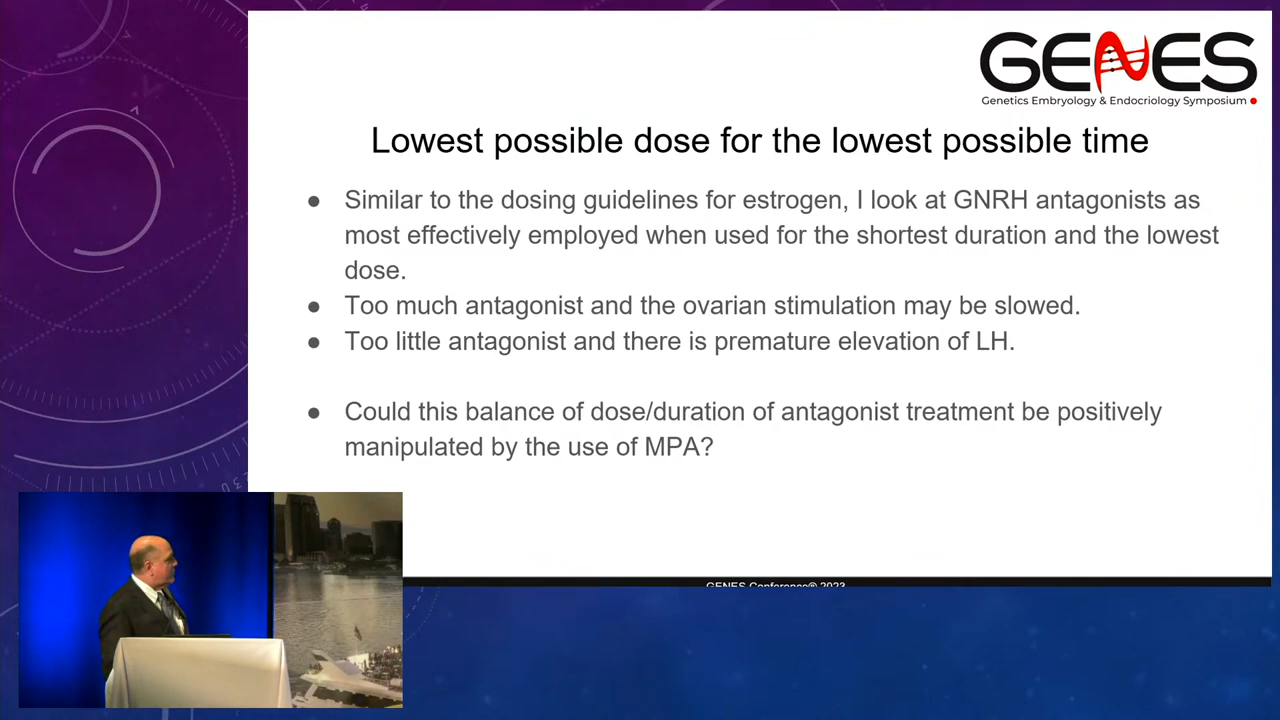 GENES
Genetics Embryology & Endocriology Symposium
Lowest possible dose for the lowest possible time
● Similar to the dosing guidelines for estrogen, I look at GNRH antagonists as
most effectively employed when used for the shortest duration and the lowest
dose.
● Too much antagonist and the ovarian stimulation may be slowed.
● Too little antagonist and there is premature elevation of LH.
● Could this balance of dose/duration of antagonist treatment be positively
manipulated by the use of MPA?
GENES Conference® 2023
230